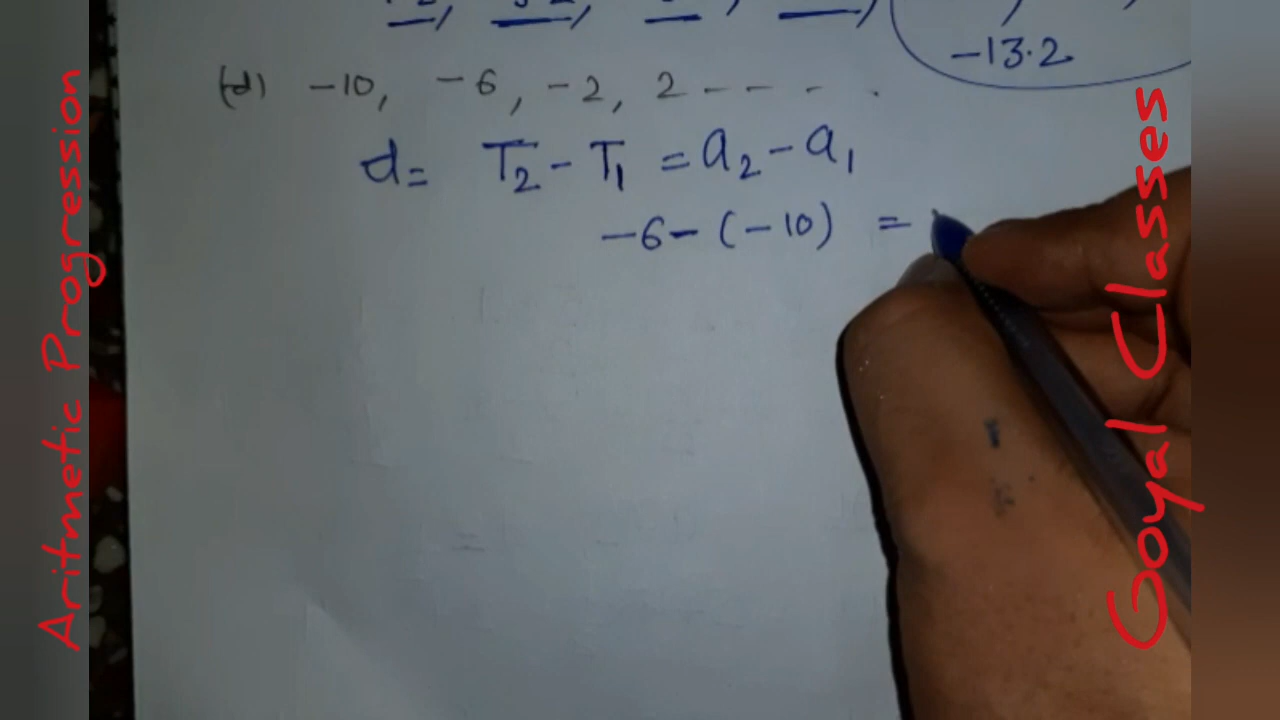 -13.2
(d) -10, -6, -2, 2 - - - .
d= T2 - T1 = a2 - a1
-6 - (-10) =
Aritmetic Progression
Goyal Classes